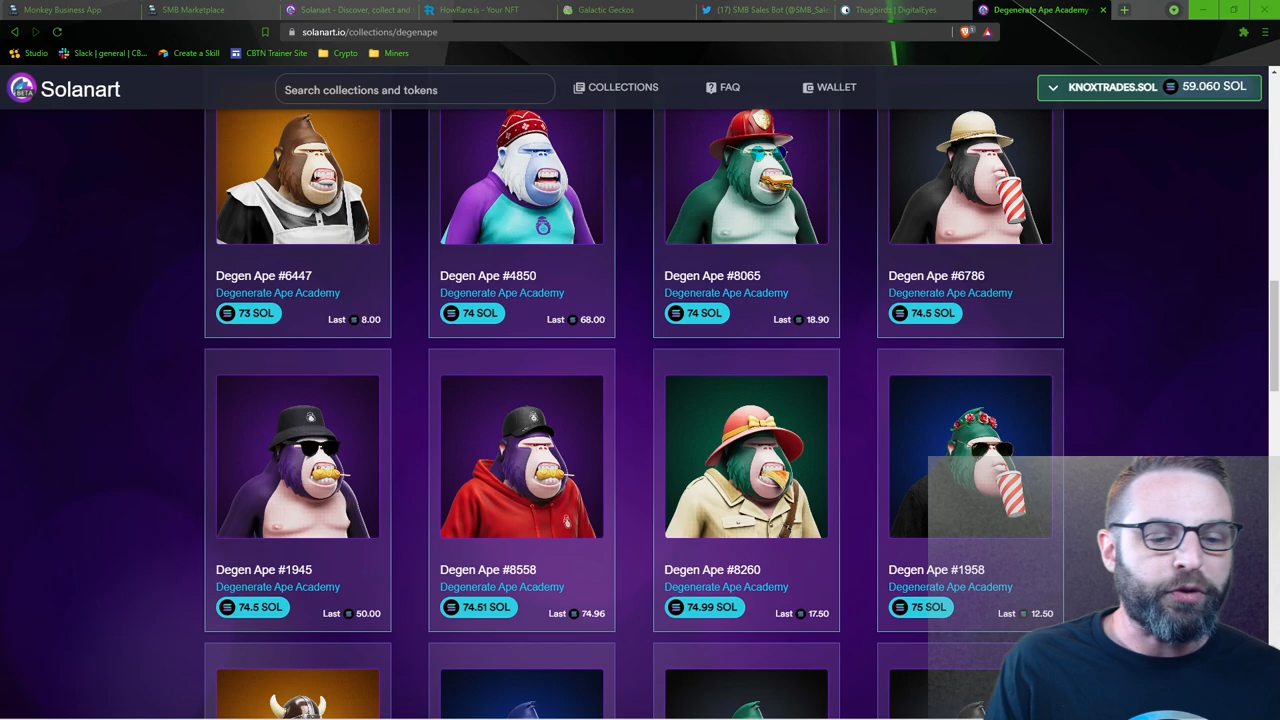 Monkey Business App
SMB Marketplace
Solanart - Discover, collect and
HowRare.is - Your NFT
Galactic Geckos
(17) SMB Sales Bot (@SMB_Sale
Thugbirdz | DigitalEyes
Degenerate Ape Academy
solanart.io/collections/degenape
Studio
Slack | general | CB...
Create a Skill
CBTN Trainer Site
Crypto
Miners
BETA
Solanart
Search collections and tokens
COLLECTIONS
FAQ
WALLET
KNOXTRADES.SOL
59.060 SOL
Degen Ape #6447
Degenerate Ape Academy
73 SOL
Last 8.00
Degen Ape #4850
Degenerate Ape Academy
74 SOL
Last 68.00
Degen Ape #8065
Degenerate Ape Academy
74 SOL
Last 18.90
Degen Ape #6786
Degenerate Ape Academy
74.5 SOL
Degen Ape #1945
Degenerate Ape Academy
74.5 SOL
Last 50.00
Degen Ape #8558
Degenerate Ape Academy
74.51 SOL
Last 74.96
Degen Ape #8260
Degenerate Ape Academy
74.99 SOL
Last 17.50
Degen Ape #1958
Degenerate Ape Academy
75 SOL
Last 12.50